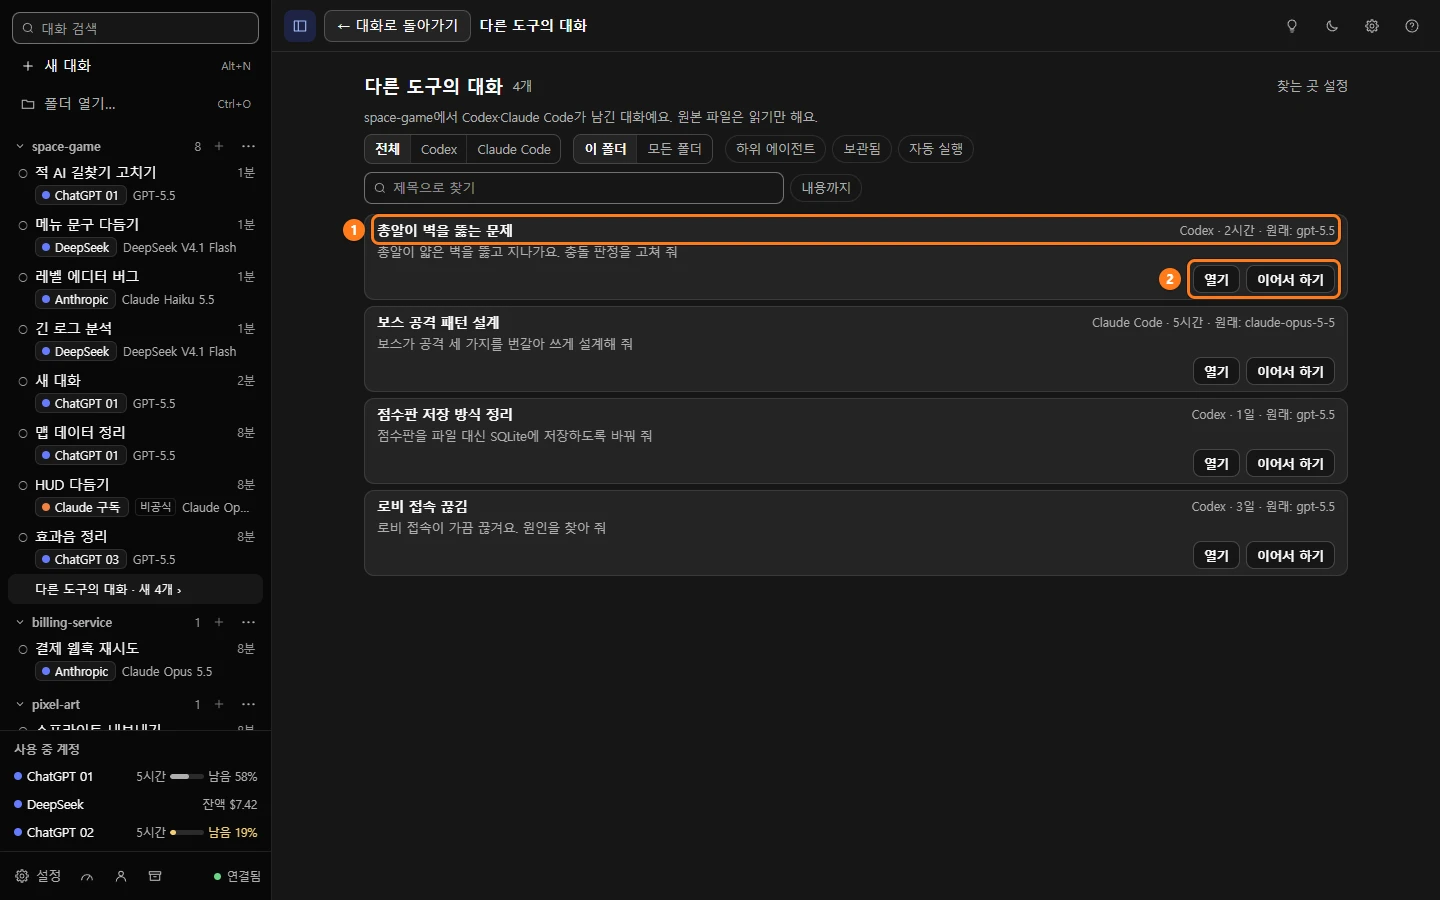 대화 검색
← 대화로 돌아가기
다른 도구의 대화
+ 새 대화 Alt+N
폴더 열기... Ctrl+O
space-game 8 + ...
적 AI 길찾기 고치기 1분
ChatGPT 01 GPT-5.5
메뉴 문구 다듬기 1분
DeepSeek DeepSeek V4.1 Flash
레벨 에디터 버그 1분
Anthropic Claude Haiku 5.5
긴 로그 분석 1분
DeepSeek DeepSeek V4.1 Flash
새 대화 2분
ChatGPT 01 GPT-5.5
맵 데이터 정리 8분
ChatGPT 01 GPT-5.5
HUD 다듬기 8분
Claude 구독 비공식 Claude Op...
효과음 정리 8분
ChatGPT 03 GPT-5.5
다른 도구의 대화 · 새 4개 ›
billing-service 1 + ...
결제 웹훅 재시도 8분
Anthropic Claude Opus 5.5
pixel-art 1 + ...
스프라이트 내보내기 8분
사용 중 계정
ChatGPT 01 5시간 남음 58%
DeepSeek 잔액 $7.42
ChatGPT 02 5시간 남음 19%
설정 연결됨
다른 도구의 대화 4개 찾는 곳 설정
space-game에서 Codex·Claude Code가 남긴 대화예요. 원본 파일은 읽기만 해요.
전체 Codex Claude Code 이 폴더 모든 폴더 하위 에이전트 보관됨 자동 실행
제목으로 찾기 내용까지
1 총알이 벽을 뚫는 문제 Codex · 2시간 · 원래: gpt-5.5
총알이 얇은 벽을 뚫고 지나가요. 충돌 판정을 고쳐 줘
2 열기 이어서 하기
보스 공격 패턴 설계 Claude Code · 5시간 · 원래: claude-opus-5-5
보스가 공격 세 가지를 번갈아 쓰게 설계해 줘
열기 이어서 하기
점수판 저장 방식 정리 Codex · 1일 · 원래: gpt-5.5
점수판을 파일 대신 SQLite에 저장하도록 바꿔 줘
열기 이어서 하기
로비 접속 끊김 Codex · 3일 · 원래: gpt-5.5
로비 접속이 가끔 끊겨요. 원인을 찾아 줘
열기 이어서 하기